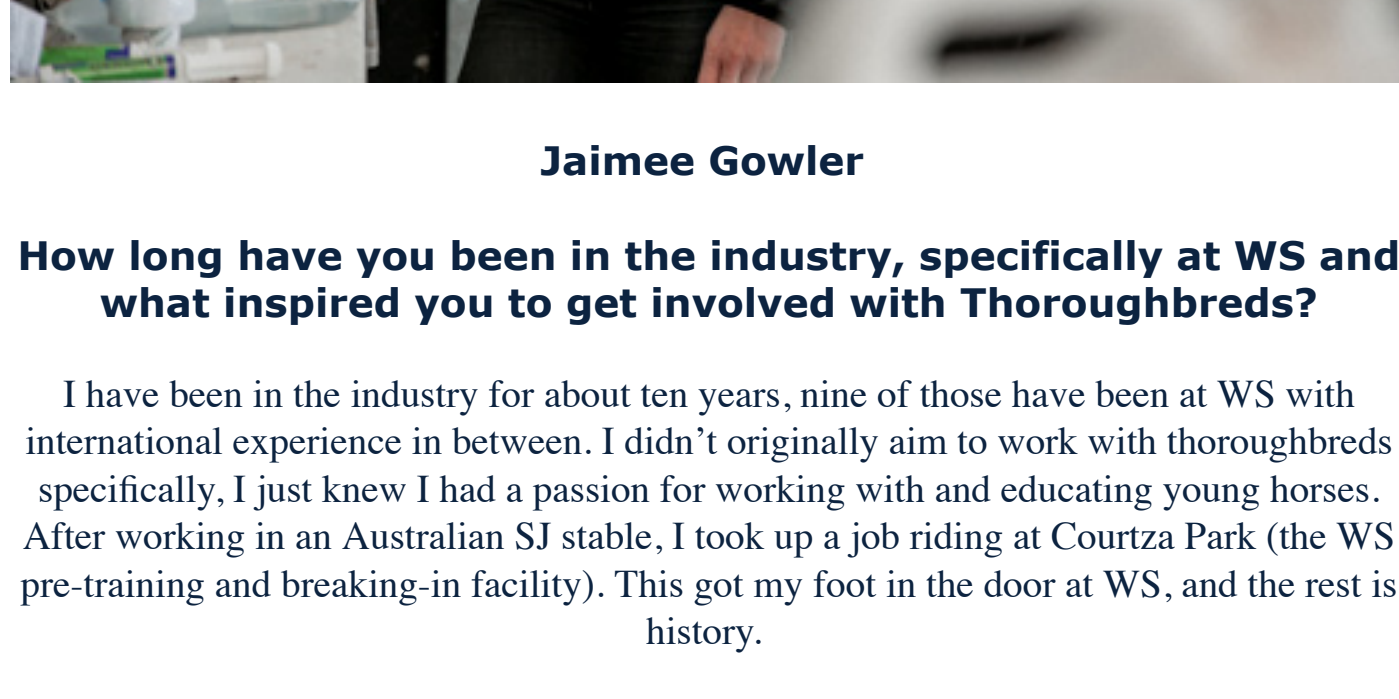 Jaimee Gowler
How long have you been in the industry, specifically at WS and
what inspired you to get involved with Thoroughbreds?
I have been in the industry for about ten years, nine of those have been at WS with
international experience in between. I didn’t originally aim to work with thoroughbreds
specifically, I just knew I had a passion for working with and educating young horses.
After working in an Australian SJ stable, I took up a job riding at Courtza Park (the WS
pre-training and breaking-in facility). This got my foot in the door at WS, and the rest is
history.